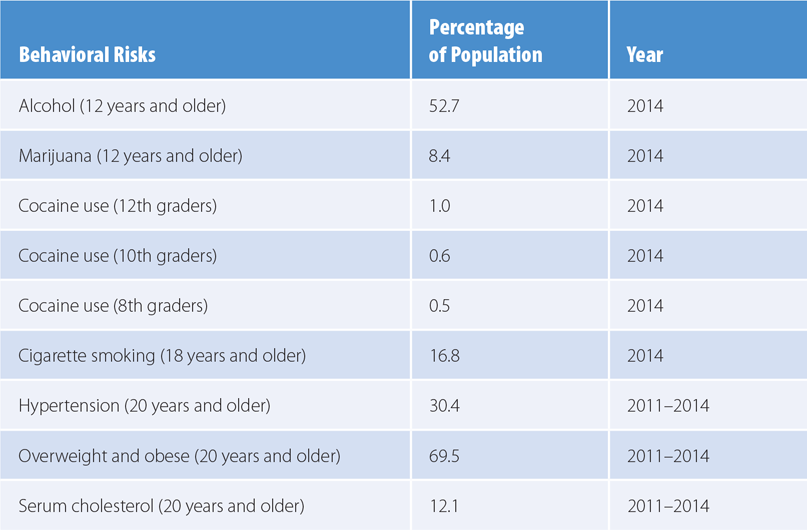 Behavioral Risks
Percentage
of Population
Year
Alcohol (12 years and older) 52.7 2014
Marijuana (12 years and older) 8.4 2014
Cocaine use (12th graders) 1.0 2014
Cocaine use (10th graders) 0.6 2014
Cocaine use (8th graders) 0.5 2014
Cigarette smoking (18 years and older) 16.8 2014
Hypertension (20 years and older) 30.4 2011–2014
Overweight and obese (20 years and older) 69.5 2011–2014
Serum cholesterol (20 years and older) 12.1 2011–2014